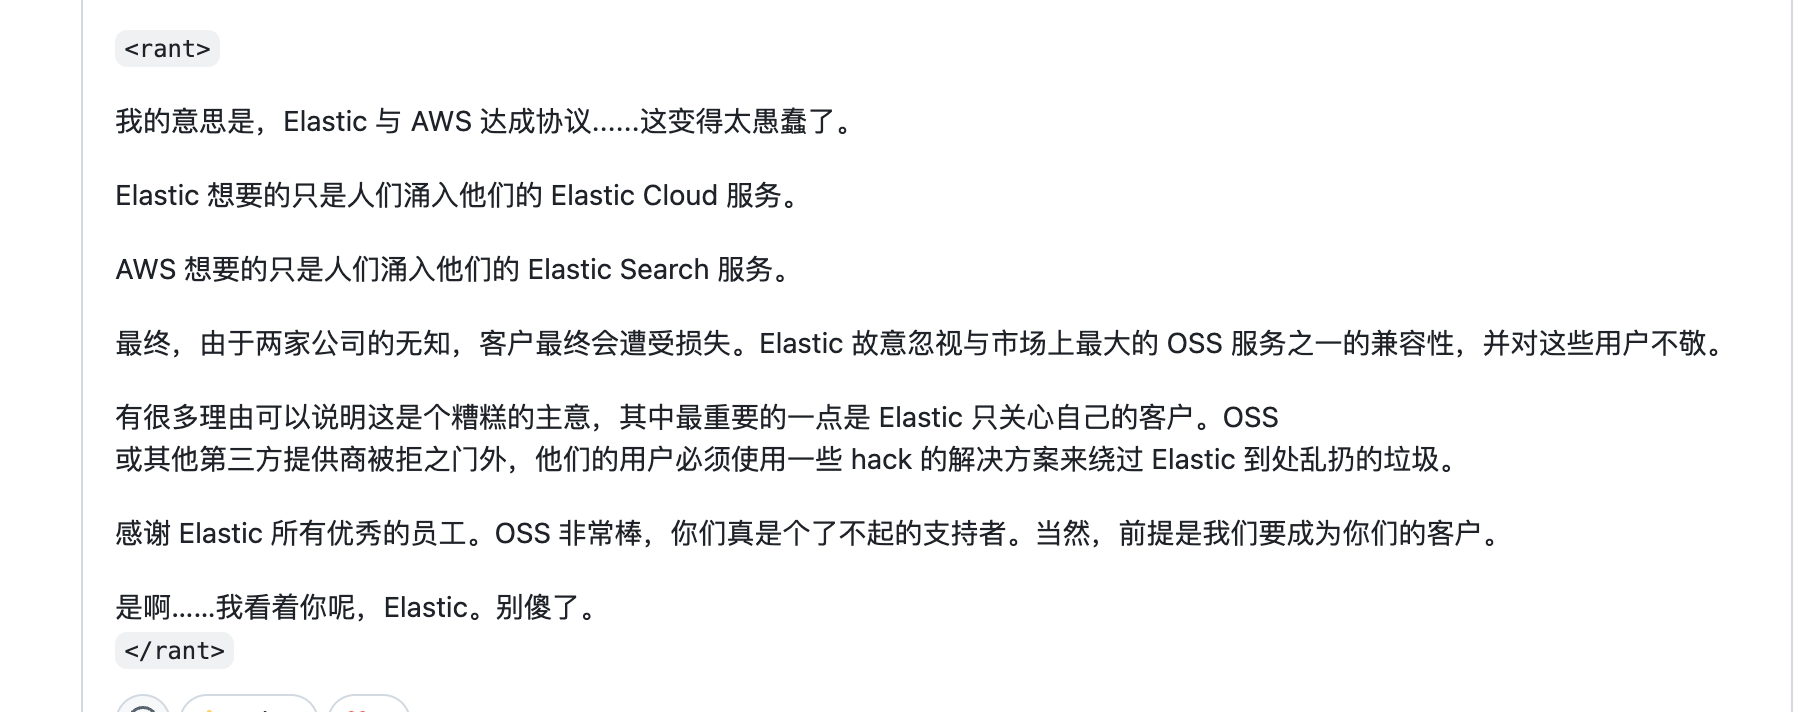 <rant>
我的意思是，Elastic 与 AWS 达成协议……这变得太愚蠢了。
Elastic 想要的只是人们涌入他们的 Elastic Cloud 服务。
AWS 想要的只是人们涌入他们的 Elastic Search 服务。
最终，由于两家公司的无知，客户最终会遭受损失。Elastic 故意忽视与市场上最大的 OSS 服务之一的兼容性，并对这些用户不敬。
有很多理由可以说明这是个糟糕的主意，其中最重要的一点是 Elastic 只关心自己的客户。OSS
或其他第三方提供商被拒之门外，他们的用户必须使用一些 hack 的解决方案来绕过 Elastic 到处乱扔的垃圾。
感谢 Elastic 所有优秀的员工。OSS 非常棒，你们真是个了不起的支持者。当然，前提是我们要成为你们的客户。
是啊……我看着你呢，Elastic。别傻了。
</rant>